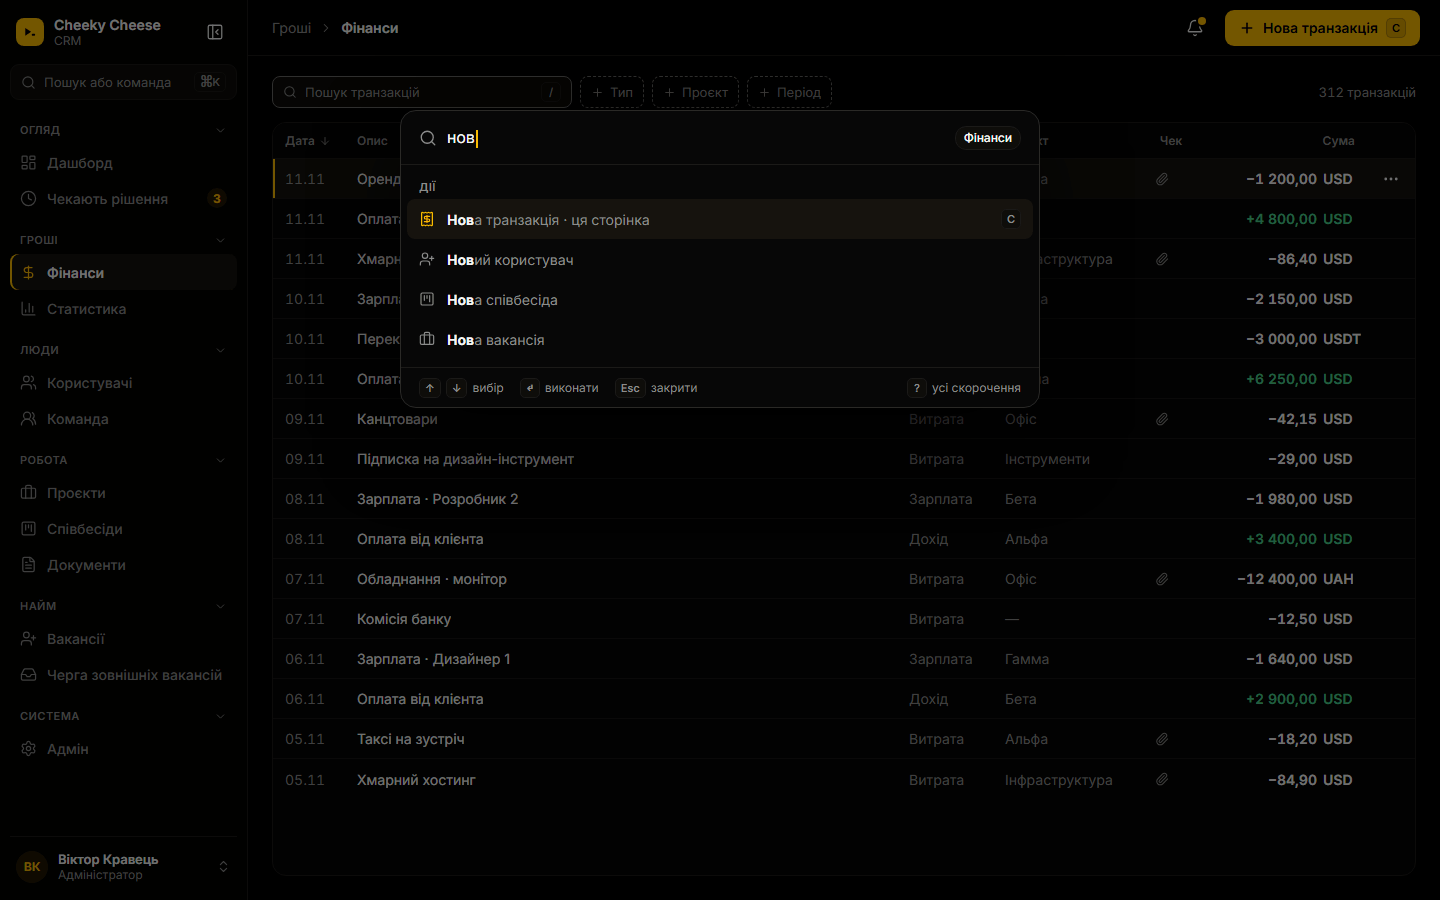 Cheeky Cheese
CRM
Пошук або команда ⌘K
ОГЛЯД
Дашборд
Чекають рішення 3
ГРОШІ
Фінанси
Статистика
ЛЮДИ
Користувачі
Команда
РОБОТА
Проєкти
Співбесіди
Документи
НАЙМ
Вакансії
Черга зовнішніх вакансій
СИСТЕМА
Адмін
ВК
Віктор Кравець
Адміністратор
Гроші > Фінанси
+ Нова транзакція C
Пошук транзакцій /
+ Тип
+ Проєкт
+ Період
312 транзакцій
нов
Фінанси
ДІЇ
Нова транзакція · ця сторінка C
Новий користувач
Нова співбесіда
Нова вакансія
↑ ↓ вибір ↵ виконати Esc закрити ? усі скорочення
Дата ↓ Опис Чек Сума
11.11 −1 200,00 USD
11.11 +4 800,00 USD
11.11 −86,40 USD
10.11 −2 150,00 USD
10.11 −3 000,00 USDT
10.11 +6 250,00 USD
09.11 Канцтовари Витрата Офіс −42,15 USD
09.11 Підписка на дизайн-інструмент Витрата Інструменти −29,00 USD
08.11 Зарплата · Розробник 2 Зарплата Бета −1 980,00 USD
08.11 Оплата від клієнта Дохід Альфа +3 400,00 USD
07.11 Обладнання · монітор Витрата Офіс −12 400,00 UAH
07.11 Комісія банку Витрата — −12,50 USD
06.11 Зарплата · Дизайнер 1 Зарплата Гамма −1 640,00 USD
06.11 Оплата від клієнта Дохід Бета +2 900,00 USD
05.11 Таксі на зустріч Витрата Альфа −18,20 USD
05.11 Хмарний хостинг Витрата Інфраструктура −84,90 USD